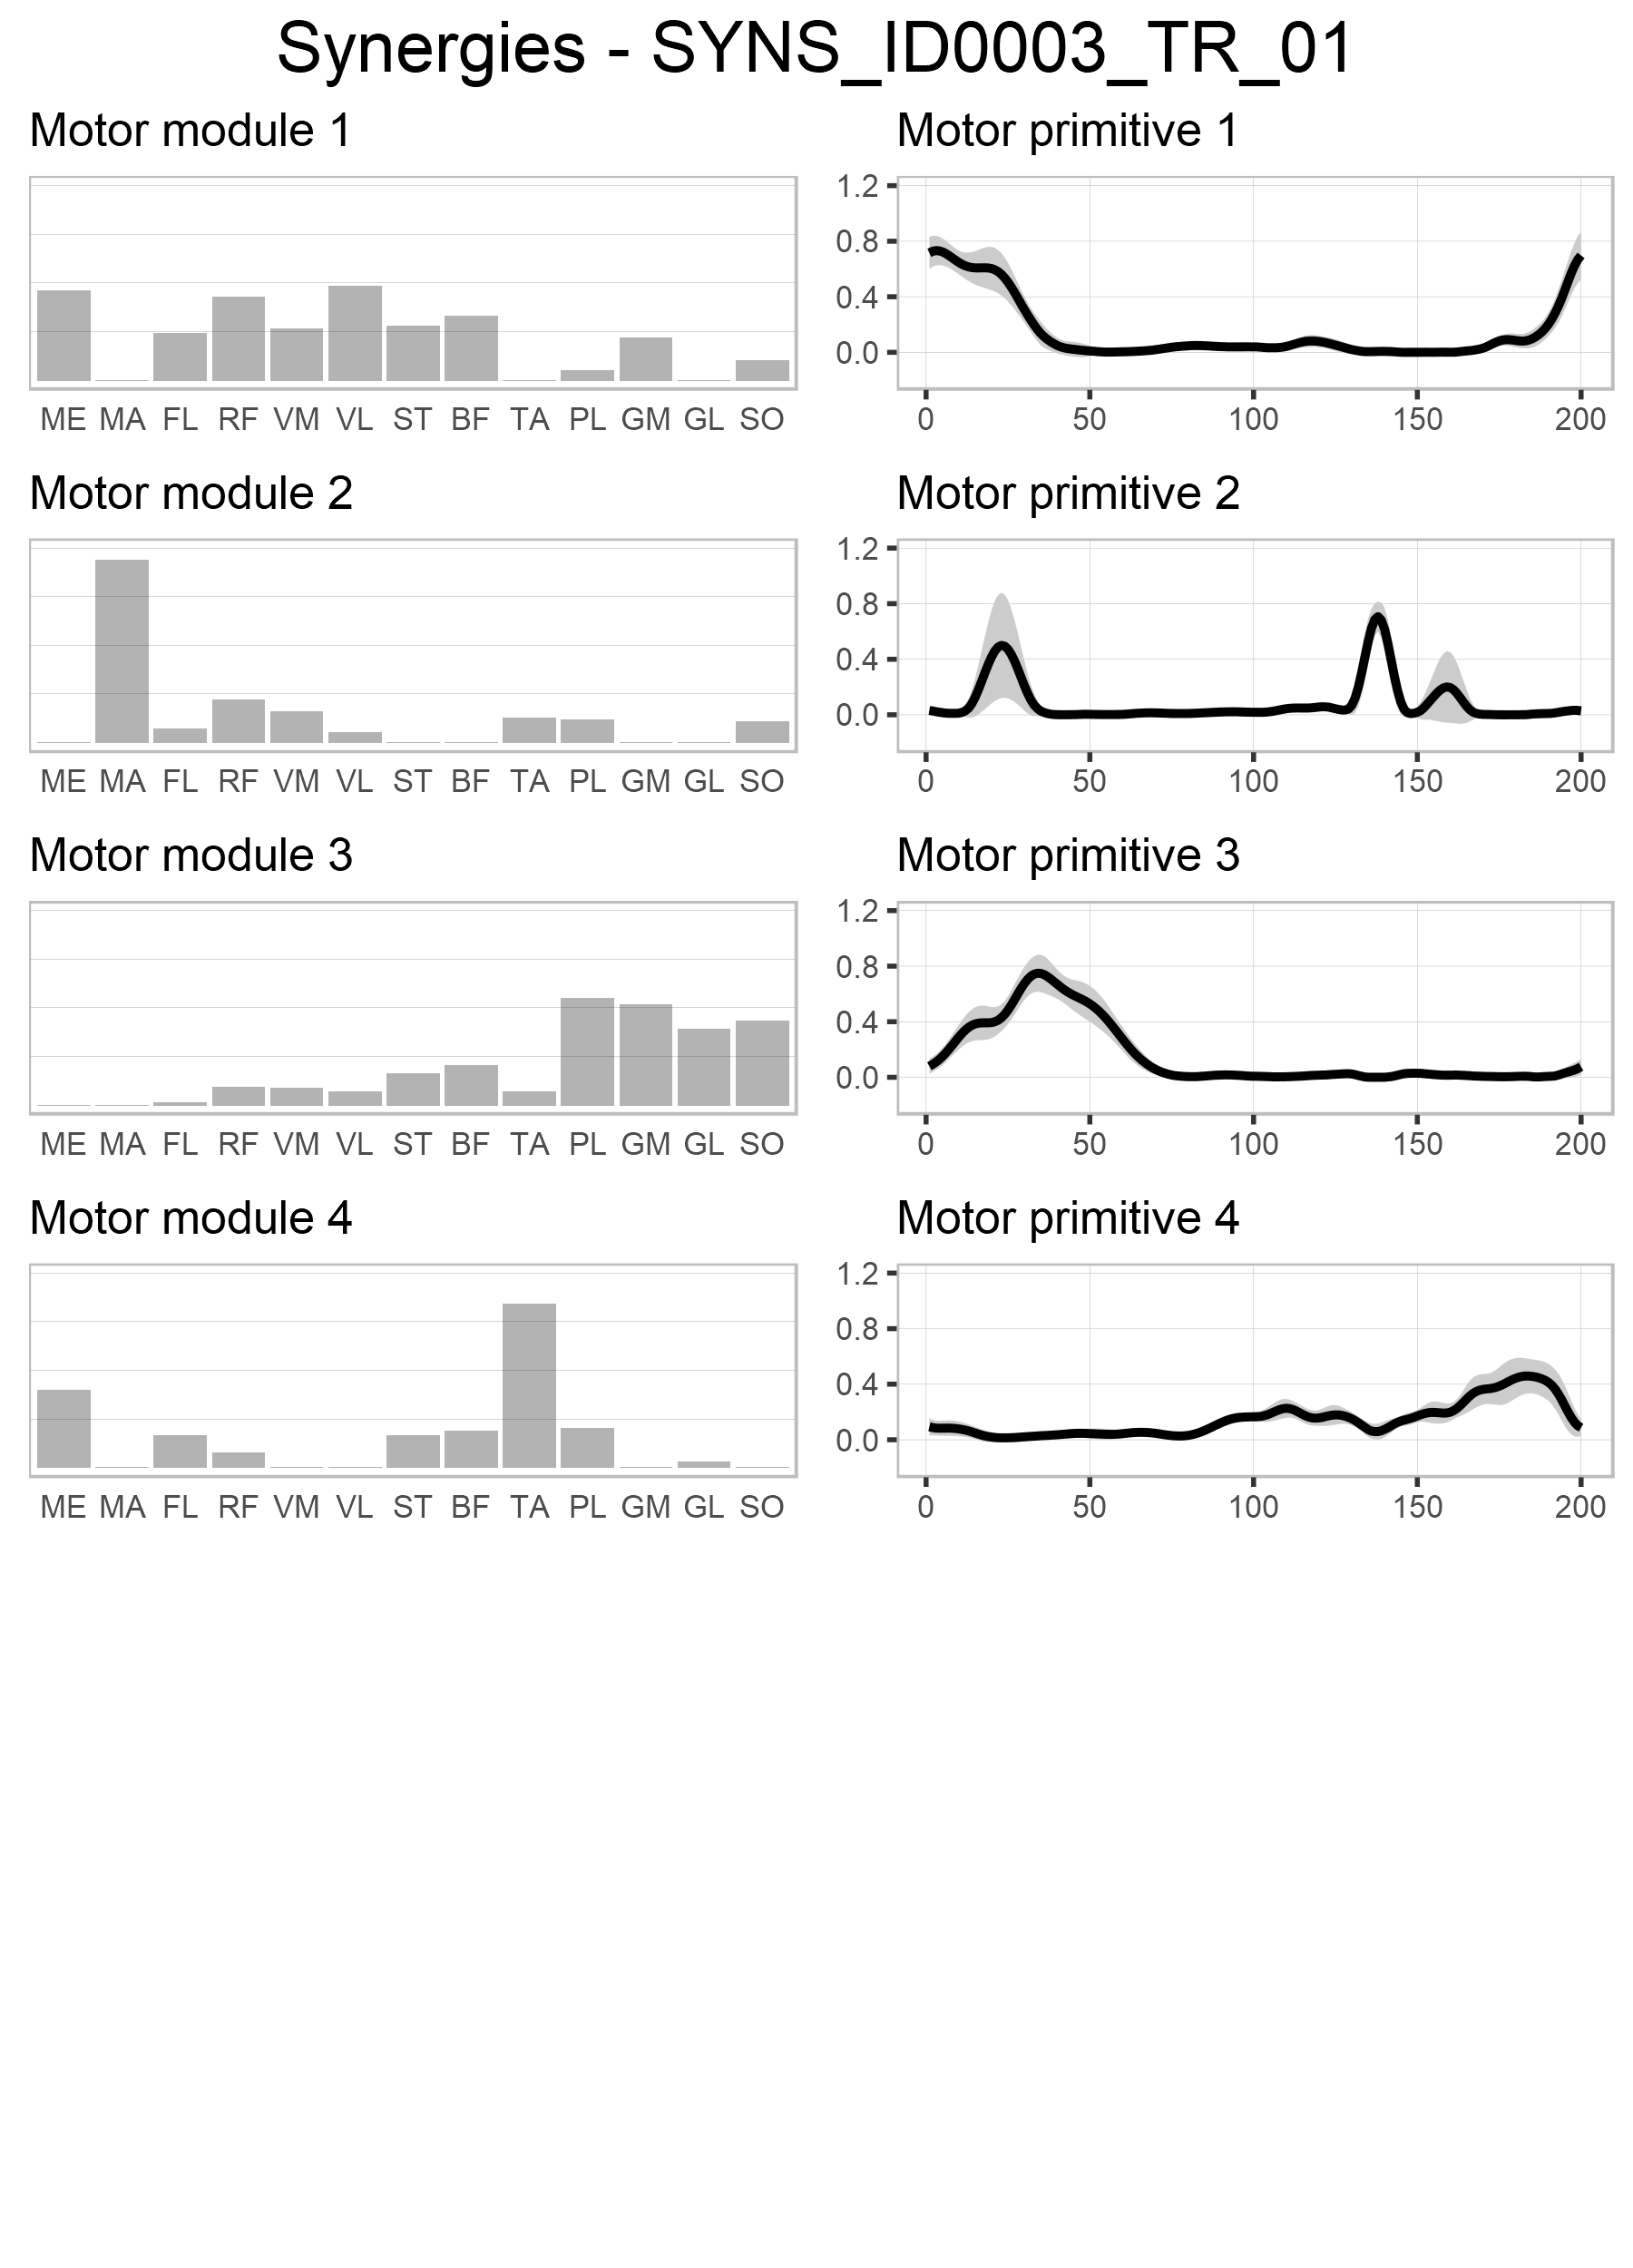 Synergies - SYNS_ID0003_TR_01
Motor module 1
Motor primitive 1
1.2
0.8
0.4
0.0
ME MA FL RF VM VL ST BF TA PL GM GL SO
0 50 100 150 200
Motor module 2
Motor primitive 2
1.2
0.8
0.4
0.0
ME MA FL RF VM VL ST BF TA PL GM GL SO
0 50 100 150 200
Motor module 3
Motor primitive 3
1.2
0.8
0.4
0.0
ME MA FL RF VM VL ST BF TA PL GM GL SO
0 50 100 150 200
Motor module 4
Motor primitive 4
1.2
0.8
0.4
0.0
ME MA FL RF VM VL ST BF TA PL GM GL SO
0 50 100 150 200